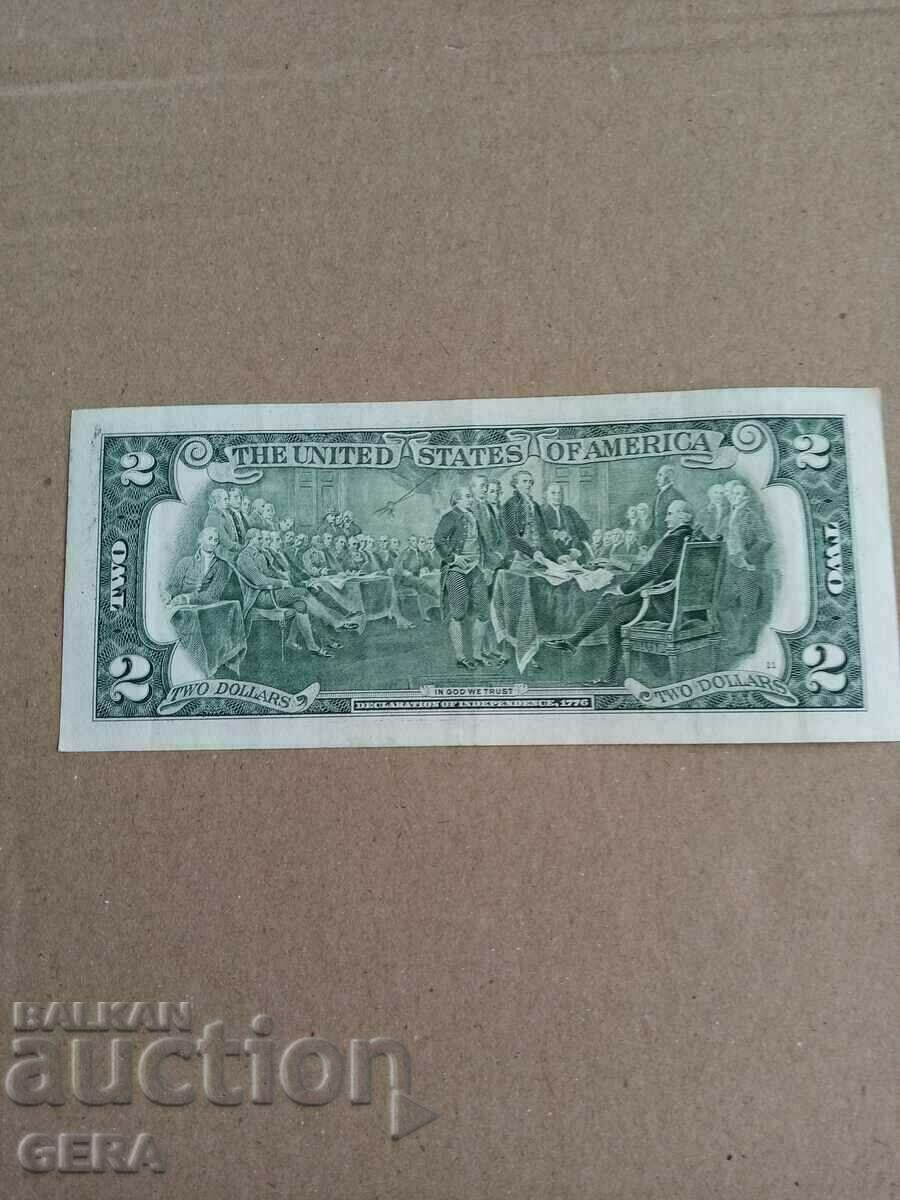 THE UNITED STATES OF AMERICA
2 2
TWO TWO
2 2
TWO DOLLARS IN GOD WE TRUST TWO DOLLARS
DECLARATION OF INDEPENDENCE, 1776
BALKAN
auction
GERA